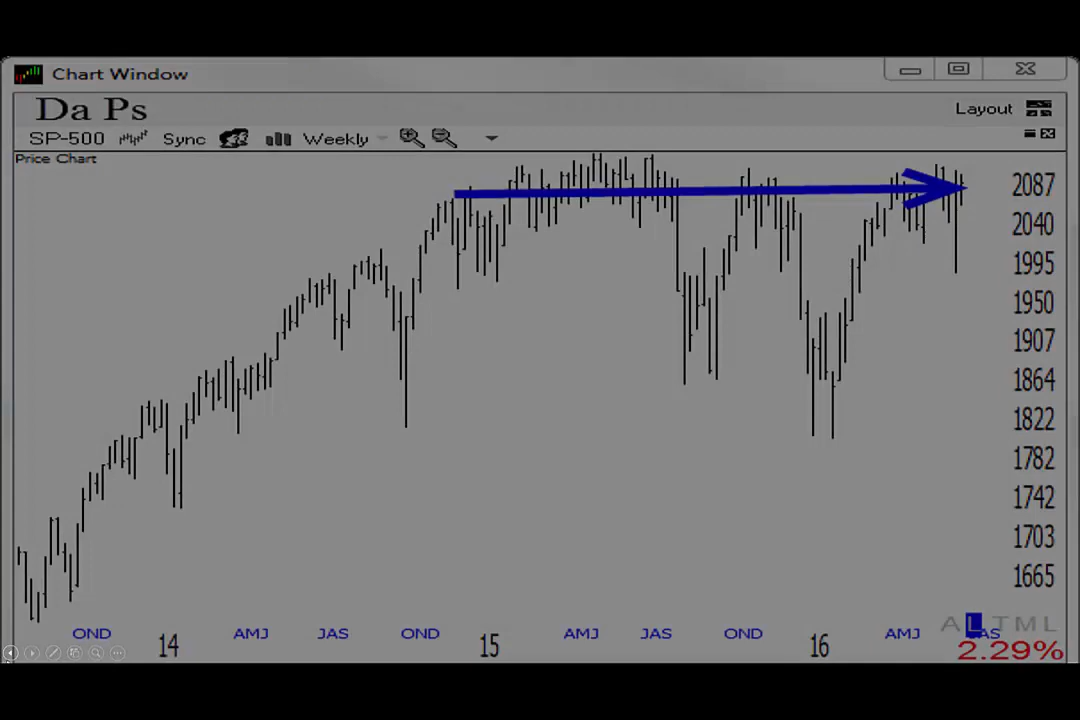 Chart Window
Da Ps
Layout
SP-500 Sync Weekly
Price Chart
2087
2040
1995
1950
1907
1864
1822
1782
1742
1703
1665
A L T M L
OND AMJ JAS OND AMJ JAS OND AMJ JAS
14 15 16
2.29%